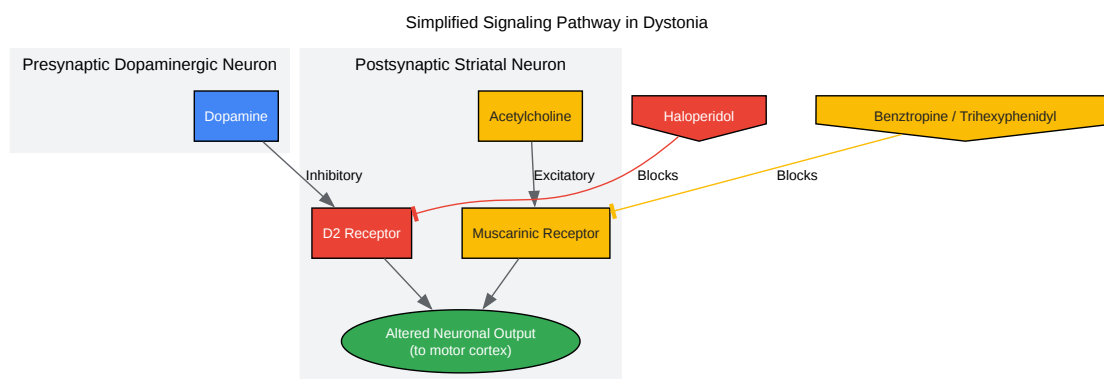 Simplified Signaling Pathway in Dystonia
Presynaptic Dopaminergic Neuron
Postsynaptic Striatal Neuron
Dopamine
Acetylcholine
Haloperidol
Benztropine / Trihexyphenidyl
Inhibitory
Excitatory
Blocks
Blocks
D2 Receptor
Muscarinic Receptor
Altered Neuronal Output
(to motor cortex)